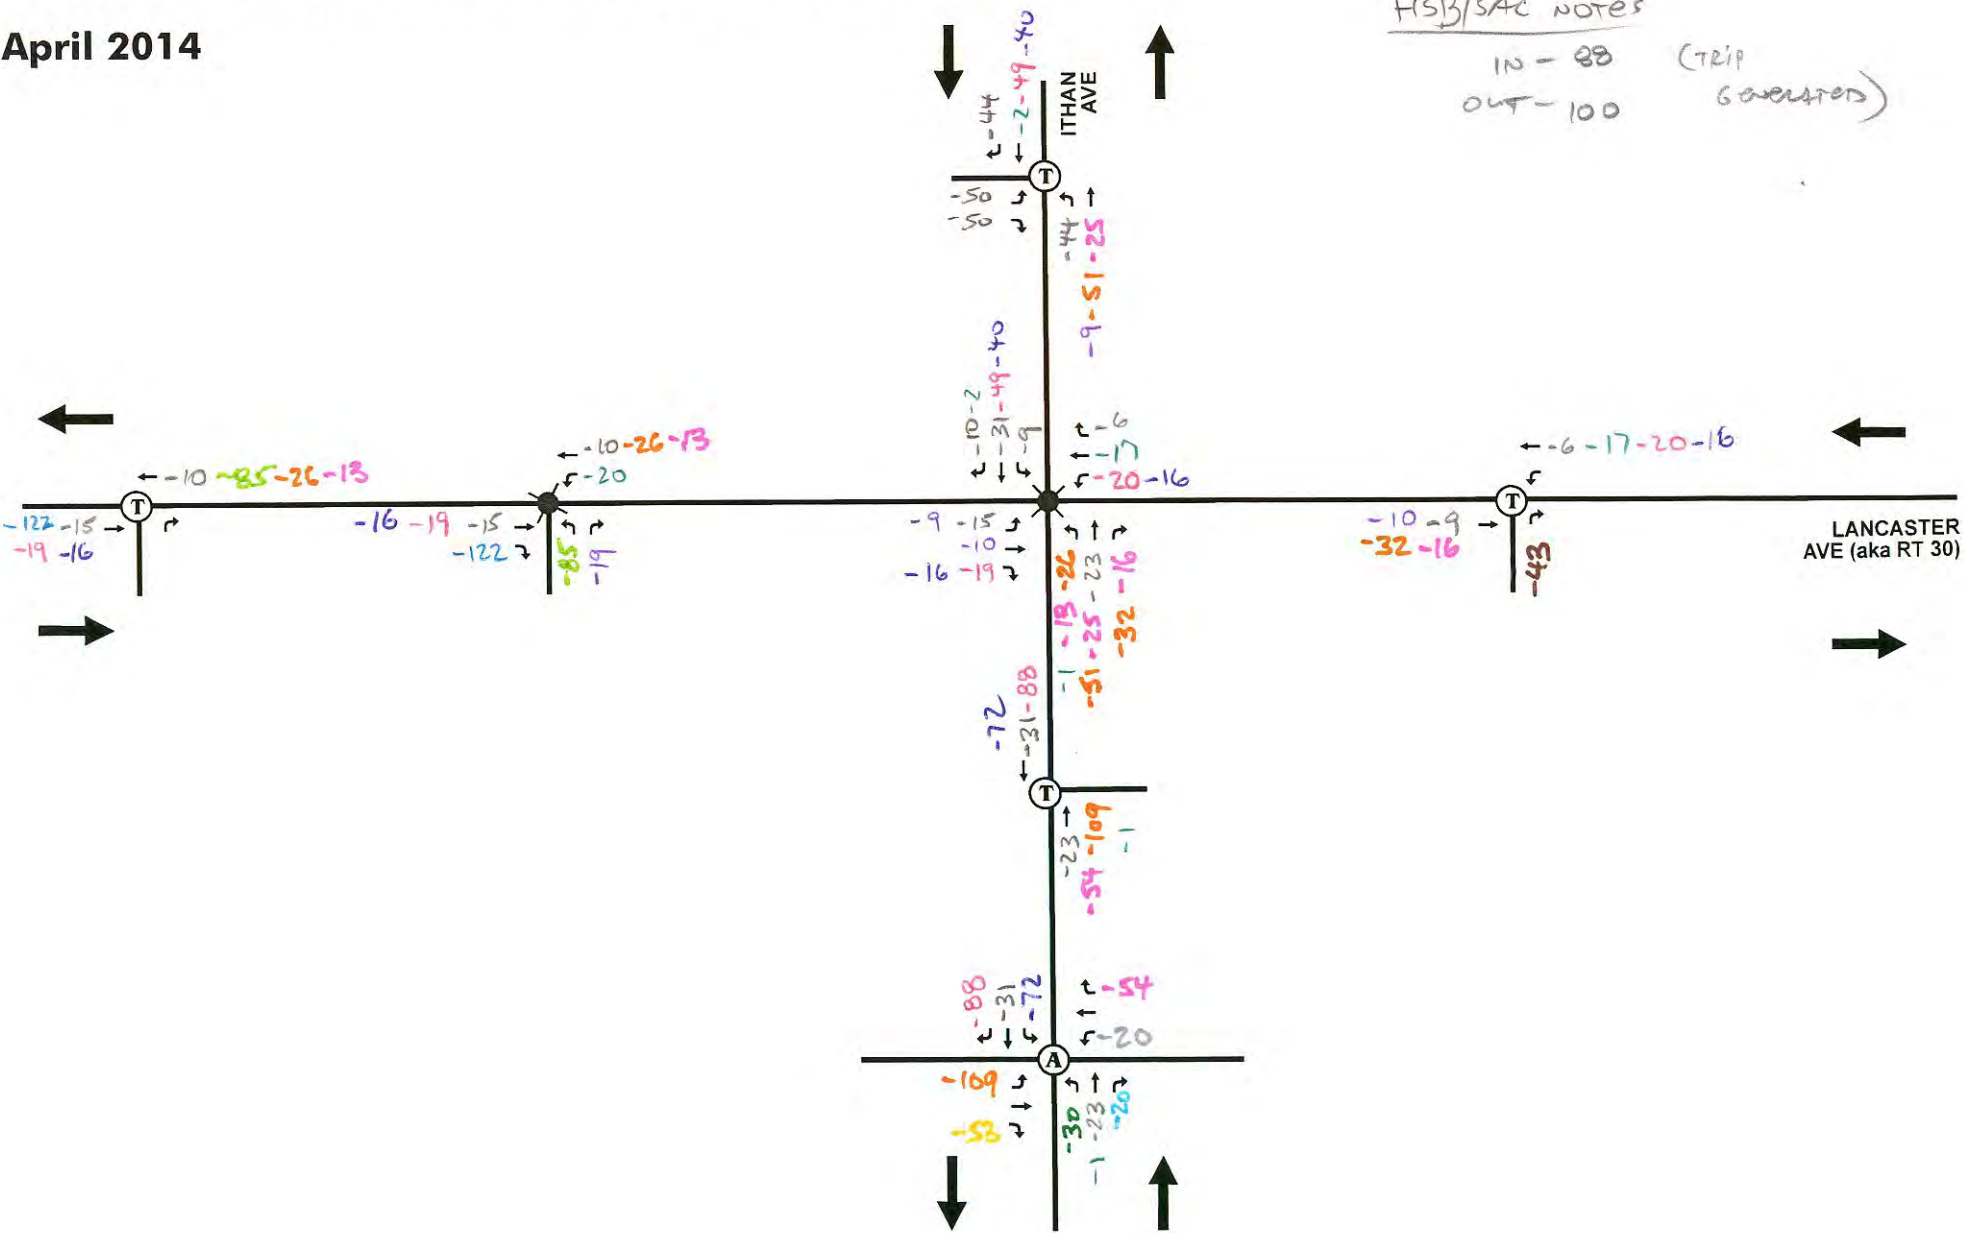 April 2014
HSB/SAC NOTES
IN - 88 (TRIP
OUT - 100 GENERATED)
-44
-2 -49 -40
ITHAN
AVE
T
-50
-50
-44
-9 -51 -25
-10 -2
-31 -49 -40
-9
-6
-17
-20 -16
-10 -85 -26 -13
T
-122 -15
-19 -16
-10 -26 -13
-20
-16 -19 -15
-122
-85
-19
-9 -15
-10
-16 -19
-1 -13 -26
-51 -25 -23
-32 -16
-6 -17 -20 -16
T
-10 -9
-32 -16
-43
LANCASTER
AVE (aka RT 30)
-72
-31 -88
T
-23
-54 -109
-1
-88
-31
-72
-54
-20
A
-109
-53
-30
-1 -23
-20